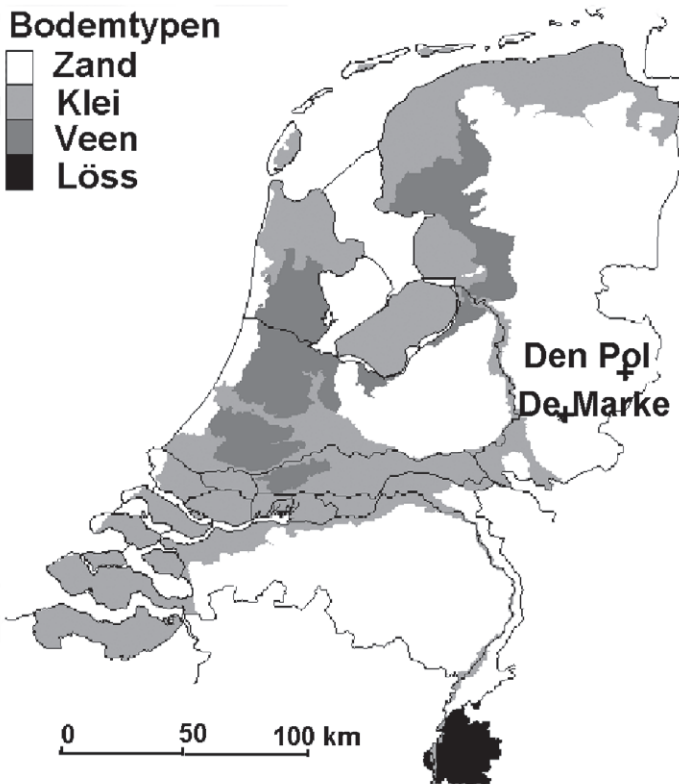 Bodemtypen
Zand
Klei
Veen
Löss
Den Pol
De Marke
0 50 100 km